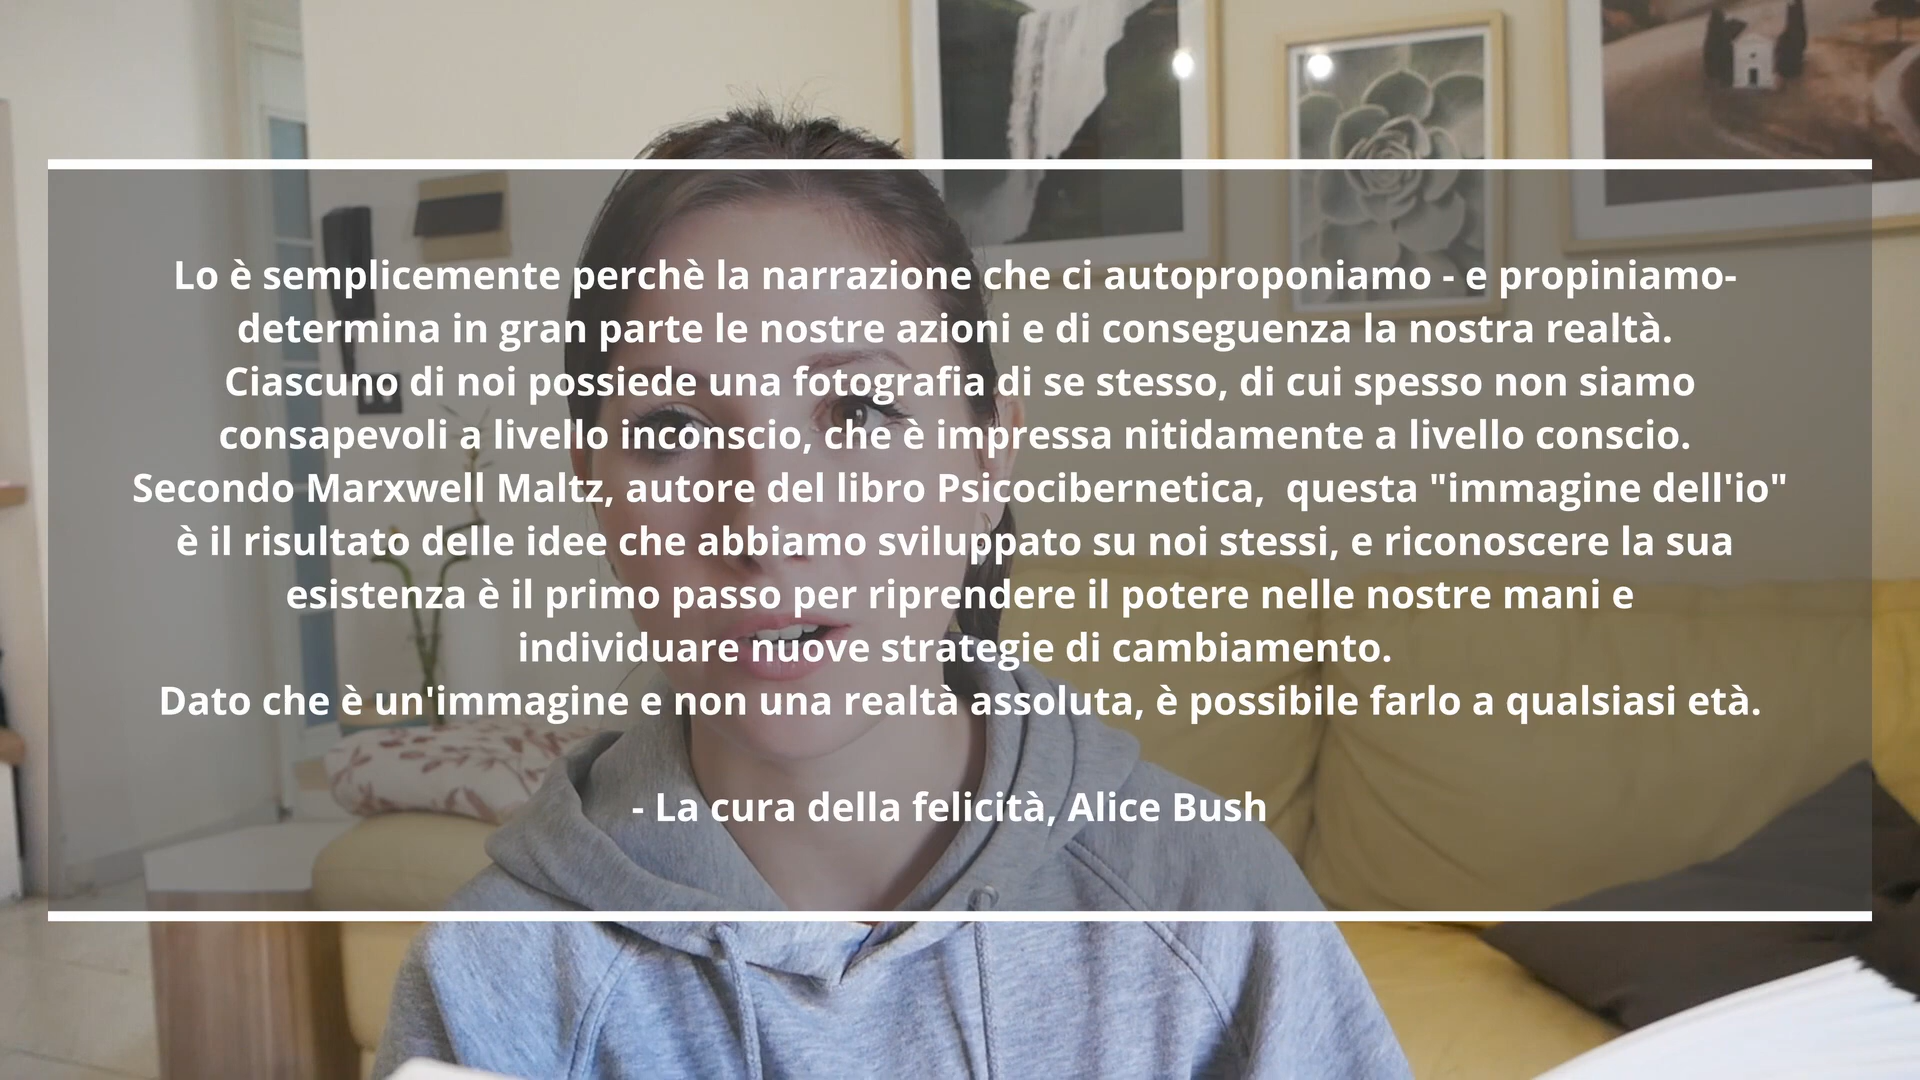 Lo è semplicemente perchè la narrazione che ci autoproponiamo - e propiniamo-
determina in gran parte le nostre azioni e di conseguenza la nostra realtà.
Ciascuno di noi possiede una fotografia di se stesso, di cui spesso non siamo
consapevoli a livello inconscio, che è impressa nitidamente a livello conscio.
Secondo Marxwell Maltz, autore del libro Psicocibernetica,  questa "immagine dell'io"
è il risultato delle idee che abbiamo sviluppato su noi stessi, e riconoscere la sua
esistenza è il primo passo per riprendere il potere nelle nostre mani e
individuare nuove strategie di cambiamento.
Dato che è un'immagine e non una realtà assoluta, è possibile farlo a qualsiasi età.
- La cura della felicità, Alice Bush